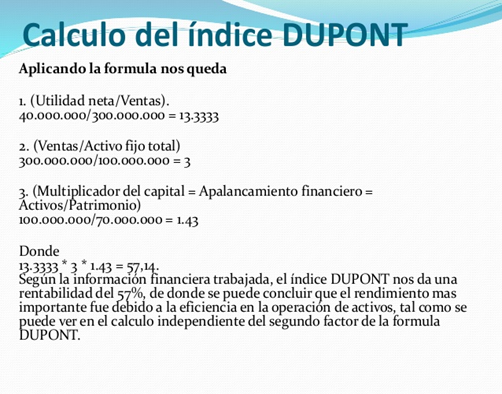 Calculo del índice DUPONT
Aplicando la formula nos queda
1. (Utilidad neta/Ventas).
40.000.000/300.000.000 = 13.3333
2. (Ventas/Activo fijo total)
300.000.000/100.000.000 = 3
3. (Multiplicador del capital = Apalancamiento financiero =
Activos/Patrimonio)
100.000.000/70.000.000 = 1.43
Donde
13.3333 * 3 * 1.43 = 57,14.
Según la información financiera trabajada, el índice DUPONT nos da una
rentabilidad del 57%, de donde se puede concluir que el rendimiento mas
importante fue debido a la eficiencia en la operación de activos, tal como se
puede ver en el calculo independiente del segundo factor de la formula
DUPONT.